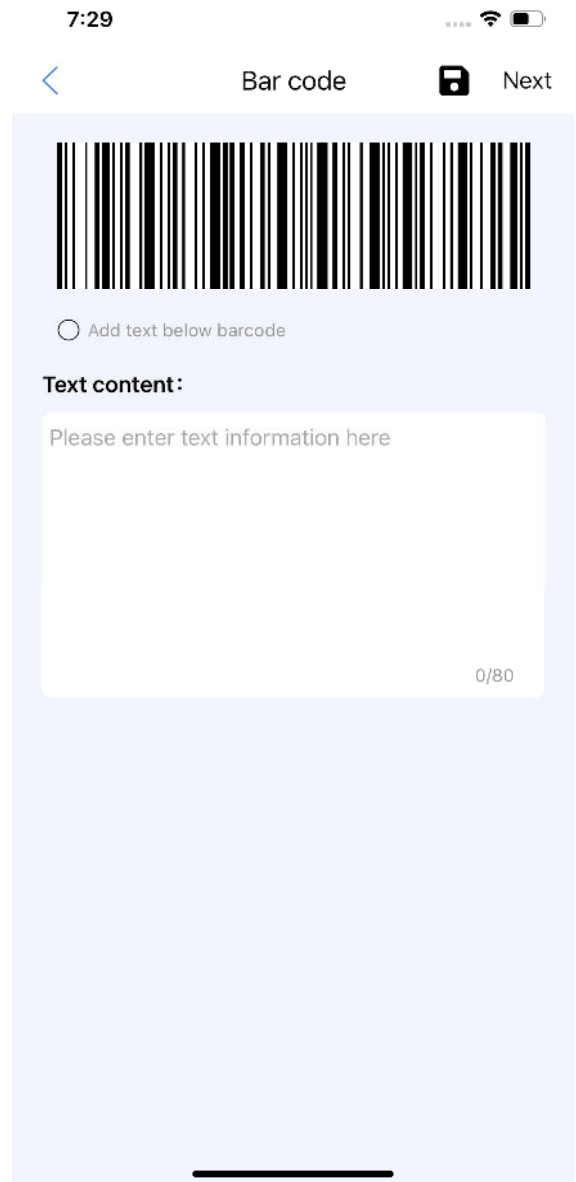 7:29
Bar code
Next
Add text below barcode
Text content:
Please enter text information here
0/80